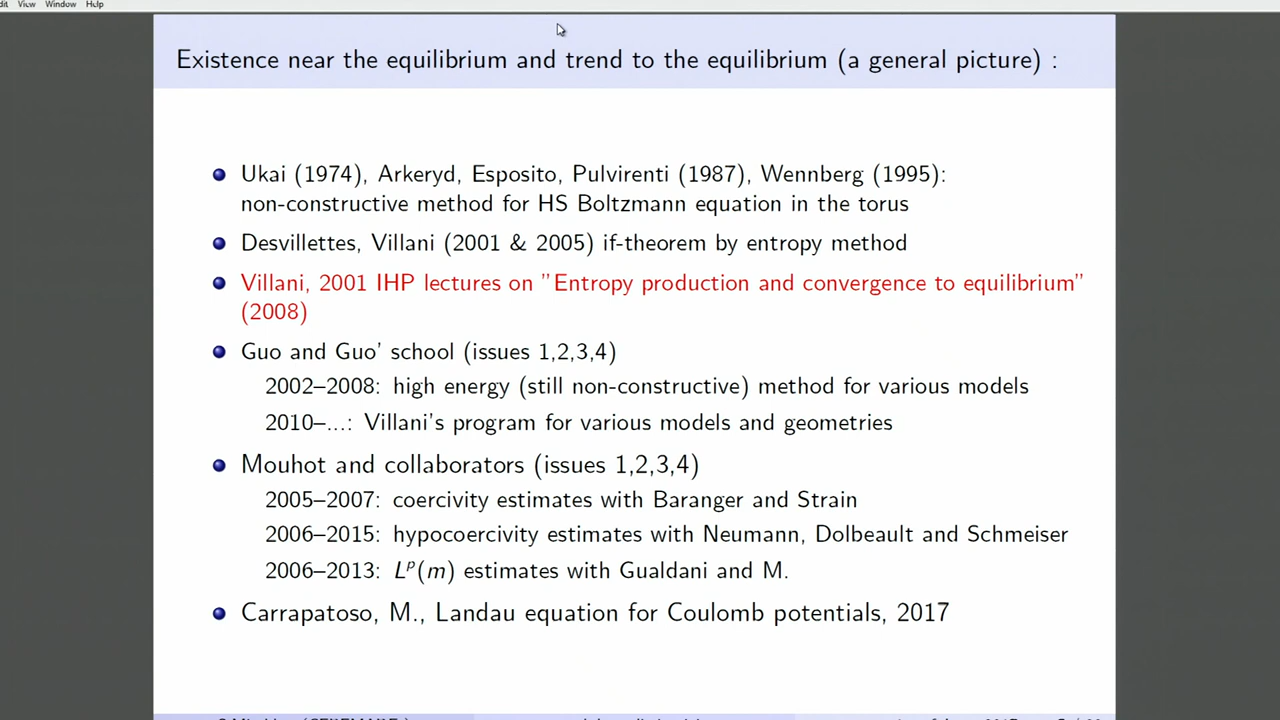 View Window Help
Existence near the equilibrium and trend to the equilibrium (a general picture) :
Ukai (1974), Arkeryd, Esposito, Pulvirenti (1987), Wennberg (1995):
non-constructive method for HS Boltzmann equation in the torus
Desvillettes, Villani (2001 & 2005) if-theorem by entropy method
Villani, 2001 IHP lectures on "Entropy production and convergence to equilibrium"
(2008)
Guo and Guo' school (issues 1,2,3,4)
2002–2008: high energy (still non-constructive) method for various models
2010–...: Villani's program for various models and geometries
Mouhot and collaborators (issues 1,2,3,4)
2005–2007: coercivity estimates with Baranger and Strain
2006–2015: hypocoercivity estimates with Neumann, Dolbeault and Schmeiser
2006–2013: Lᵖ(m) estimates with Gualdani and M.
Carrapatoso, M., Landau equation for Coulomb potentials, 2017